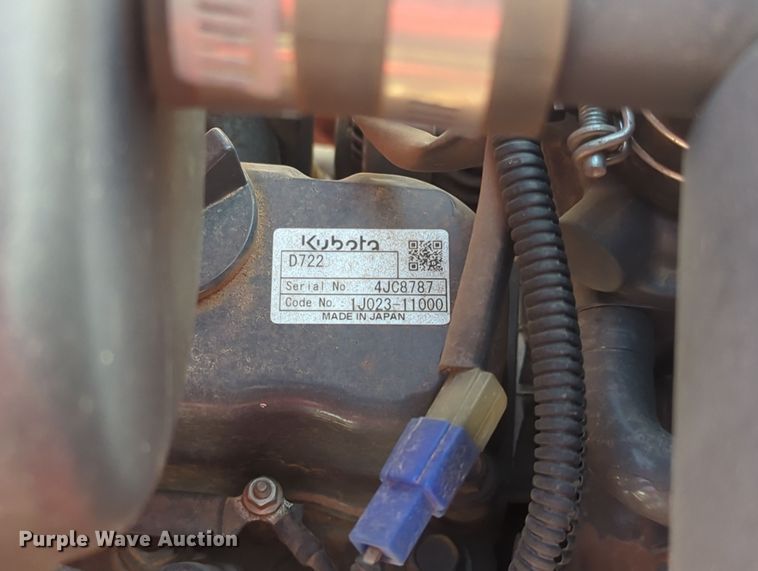 Kubota
D722
Serial No 4JC8787
Code No. 1J023-11000
MADE IN JAPAN
Purple Wave Auction